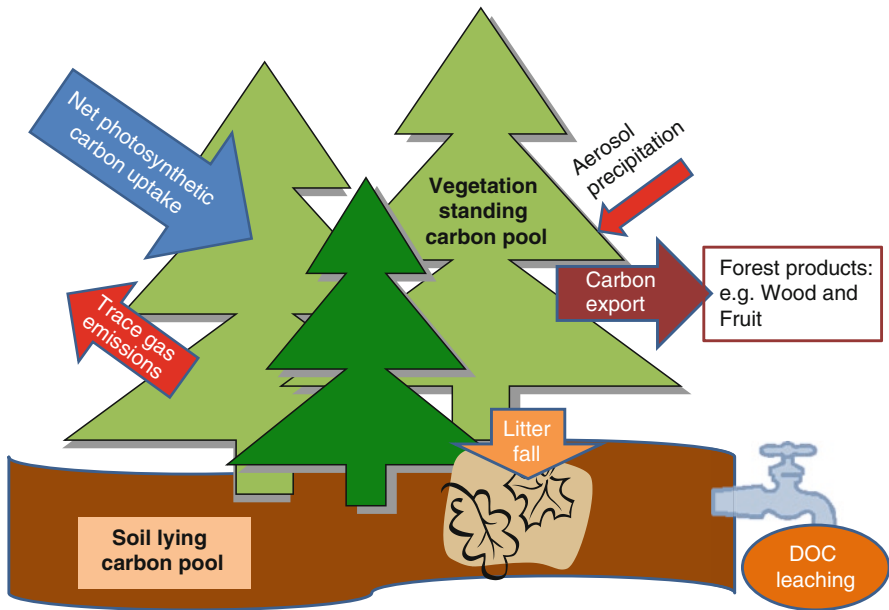 Net photosynthetic
carbon uptake
Aerosol
precipitation
Vegetation
standing
carbon pool
Carbon
export
Forest products:
e.g. Wood and
Fruit
Trace gas
emissions
Litter
fall
Soil lying
carbon pool
DOC
leaching